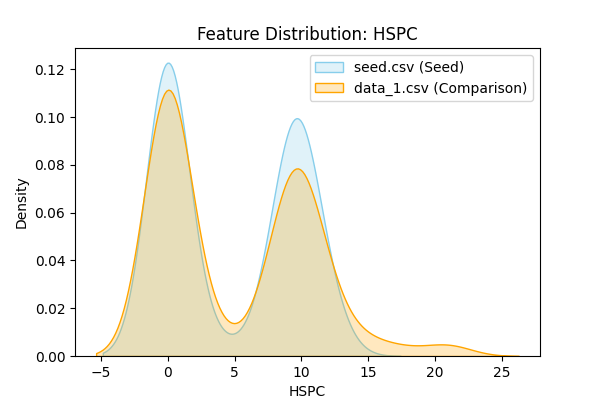 Feature Distribution: HSPC
seed.csv (Seed)
data_1.csv (Comparison)
0.12
0.10
0.08
0.06
0.04
0.02
0.00
Density
−5
0
5
10
15
20
25
HSPC